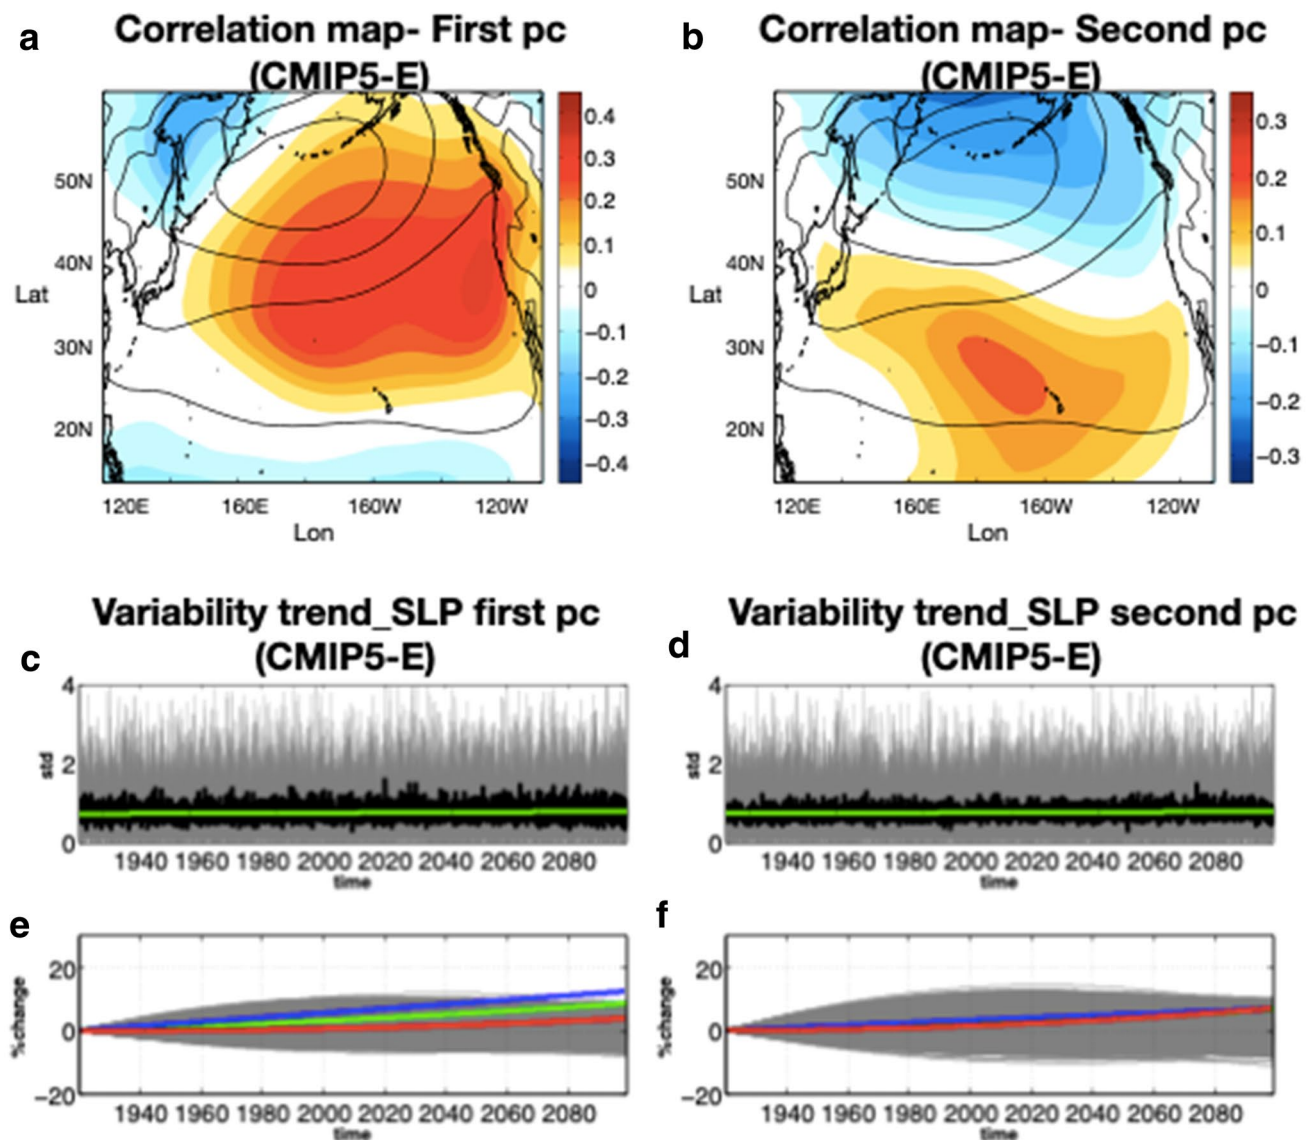 a
Correlation map- First pc
(CMIP5-E)
50N
40N
Lat
30N
20N
120E 160E 160W 120W
Lon
0.4
0.3
0.2
0.1
0
−0.1
−0.2
−0.3
−0.4
b
Correlation map- Second pc
(CMIP5-E)
50N
40N
Lat
30N
20N
120E 160E 160W 120W
Lon
0.3
0.2
0.1
0
−0.1
−0.2
−0.3
c
Variability trend_SLP first pc
(CMIP5-E)
4
2
0
std
1940 1960 1980 2000 2020 2040 2060 2080
time
d
Variability trend_SLP second pc
(CMIP5-E)
4
2
0
std
1940 1960 1980 2000 2020 2040 2060 2080
time
e
20
0
−20
%change
1940 1960 1980 2000 2020 2040 2060 2080
time
f
20
0
−20
%change
1940 1960 1980 2000 2020 2040 2060 2080
time